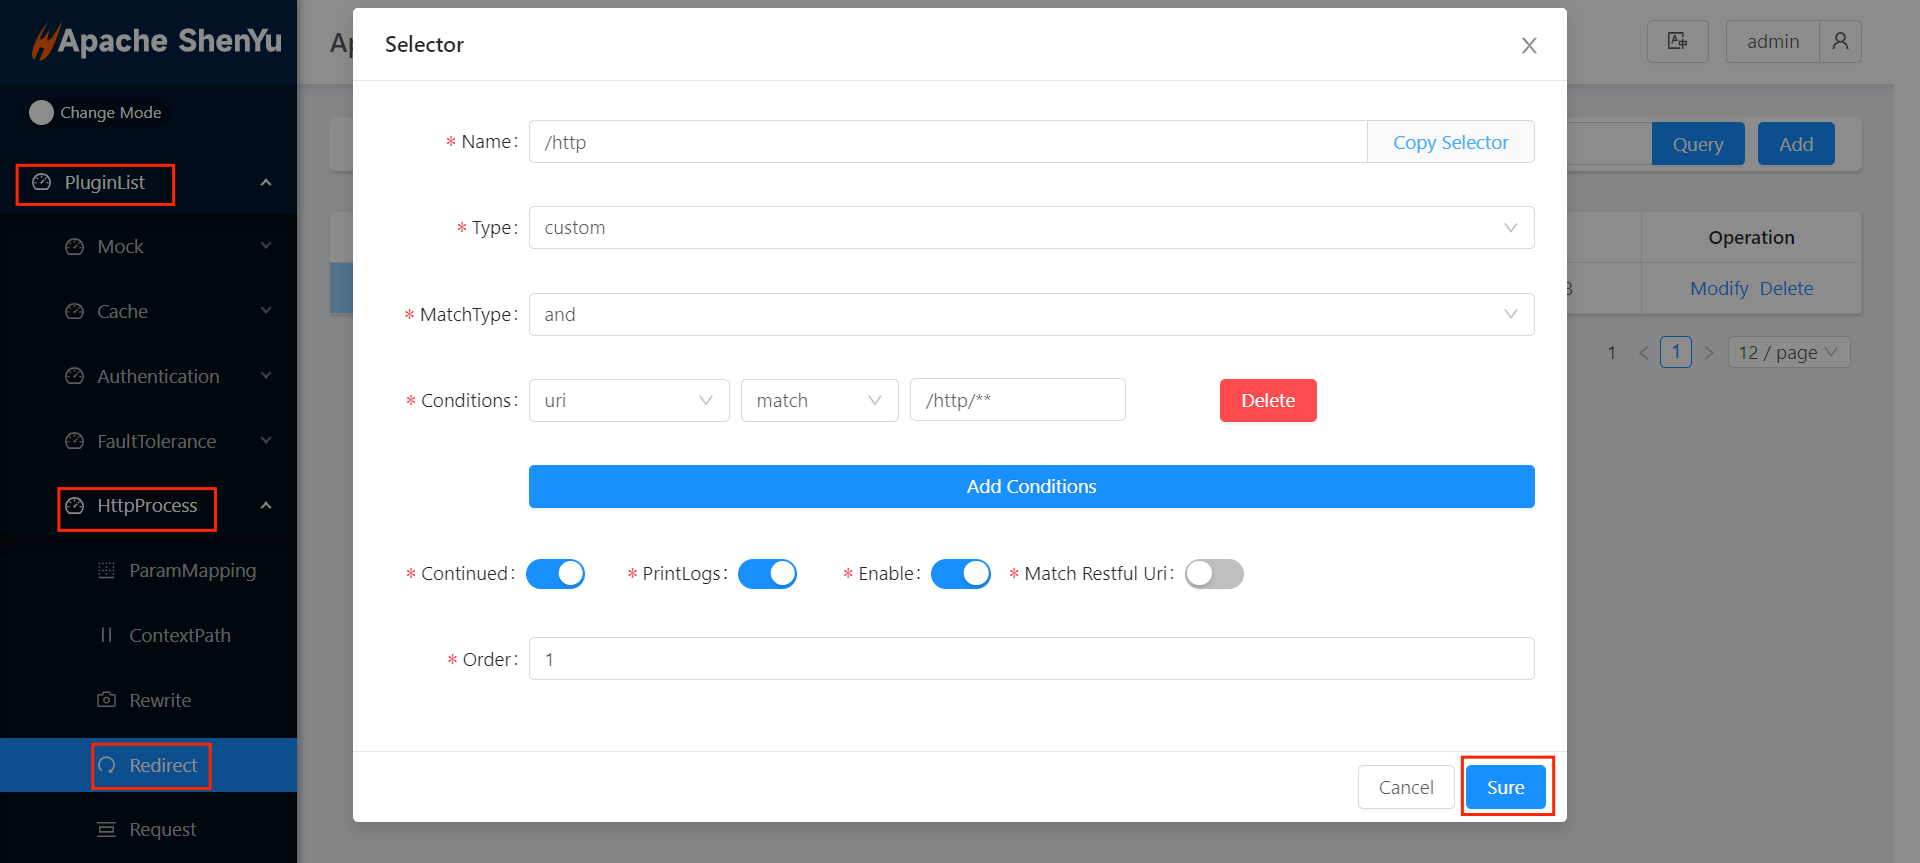 Apache ShenYu
Change Mode
PluginList
Mock
Cache
Authentication
FaultTolerance
HttpProcess
ParamMapping
ContextPath
Rewrite
Redirect
Request
Ap
admin
Query
Add
Operation
3
Modify Delete
1 < 1 > 12 / page
Selector
* Name: /http Copy Selector
* Type: custom
* MatchType: and
* Conditions: uri match /http/** Delete
Add Conditions
* Continued: * PrintLogs: * Enable: * Match Restful Uri:
* Order: 1
Cancel Sure